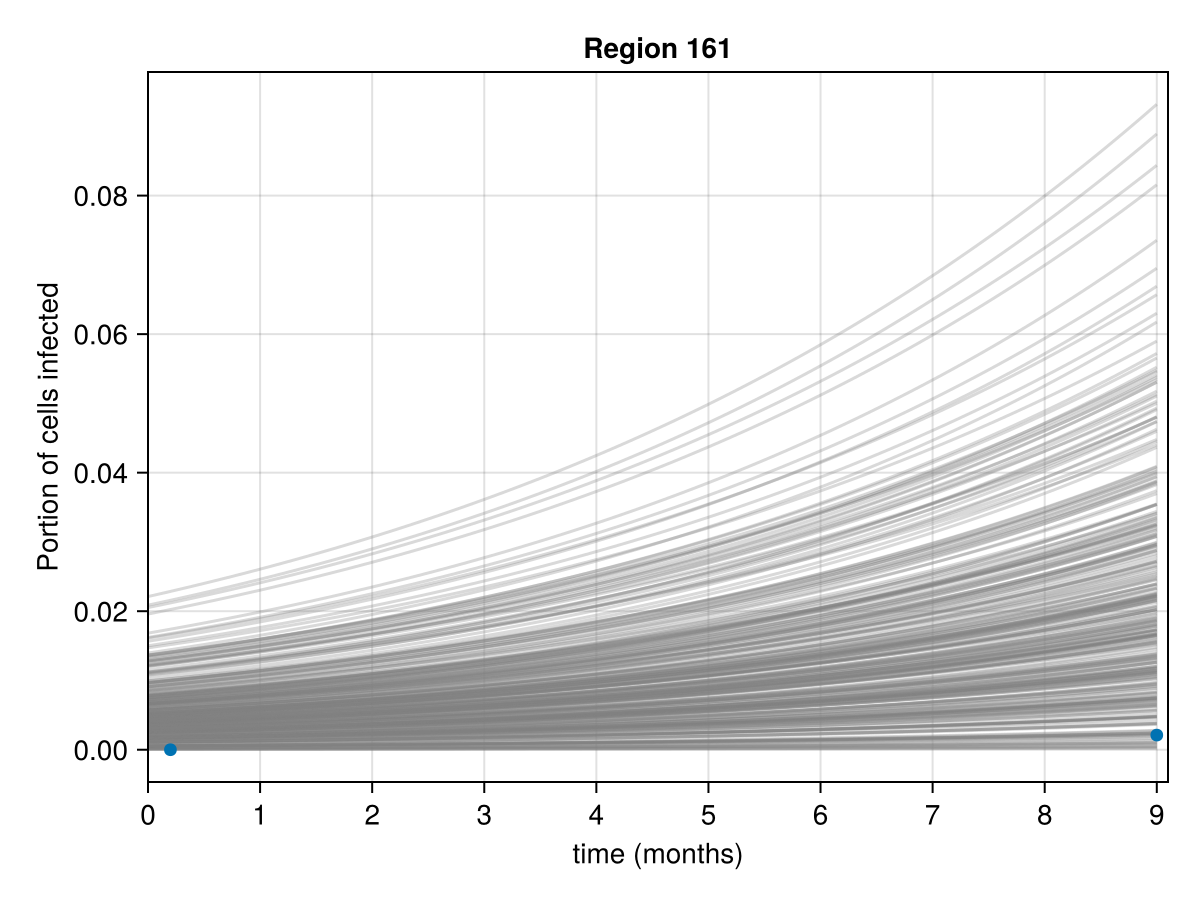 Region 161
Portion of cells infected
0.08
0.06
0.04
0.02
0.00
0 1 2 3 4 5 6 7 8 9
time (months)